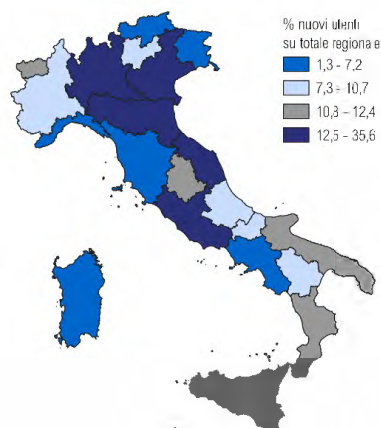 % nuovi utenti
su totale regionale
1,3 - 7,2
7,3 - 10,7
10,8 - 12,4
12,5 - 35,6